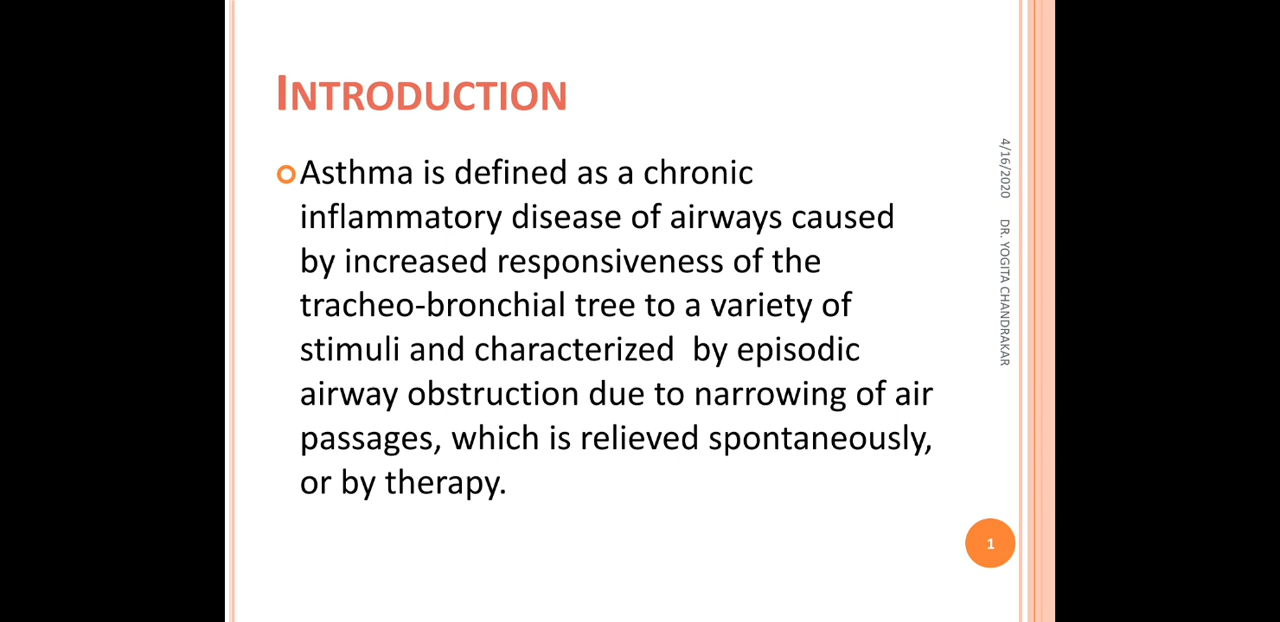 INTRODUCTION
Asthma is defined as a chronic
inflammatory disease of airways caused
by increased responsiveness of the
tracheo-bronchial tree to a variety of
stimuli and characterized  by episodic
airway obstruction due to narrowing of air
passages, which is relieved spontaneously,
or by therapy.
4/16/2020 DR. YOGITA CHANDRAKAR
1